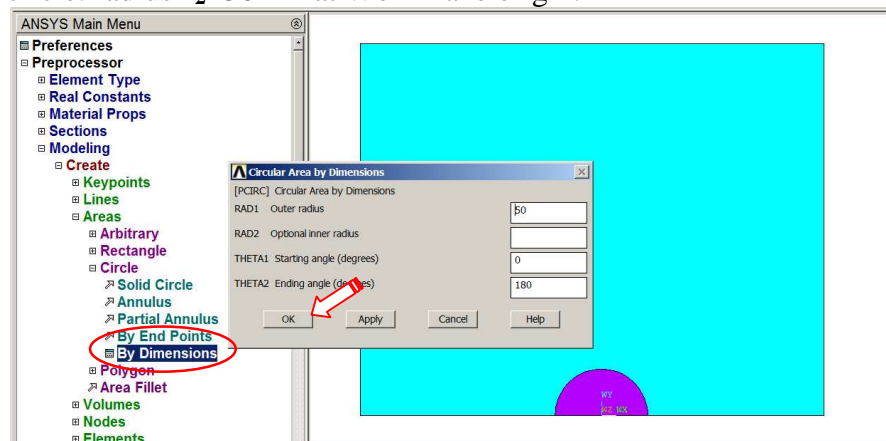 ANSYS Main Menu
Preferences
Preprocessor
Element Type
Real Constants
Material Props
Sections
Modeling
Create
Keypoints
Lines
Areas
Arbitrary
Rectangle
Circle
Solid Circle
Annulus
Partial Annulus
By End Points
By Dimensions
Polygon
Area Fillet
Volumes
Nodes
Elements
Circular Area by Dimensions
[PCIRC] Circular Area by Dimensions
RAD1 Outer radius 50
RAD2 Optional inner radius
THETA1 Starting angle (degrees) 0
THETA2 Ending angle (degrees) 180
OK Apply Cancel Help
WY
WZ WX